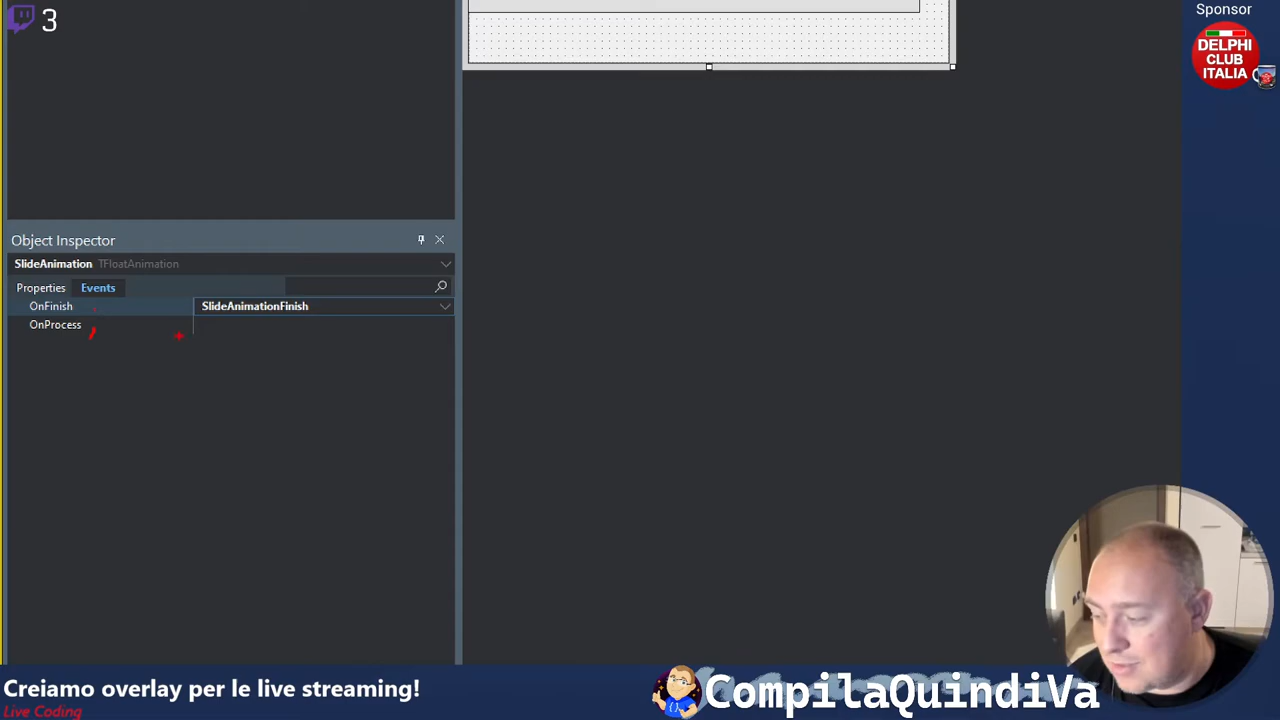 3
Sponsor
DELPHI
CLUB
ITALIA
Object Inspector
SlideAnimation TFloatAnimation
Properties Events
OnFinish SlideAnimationFinish
OnProcess
Creiamo overlay per le live streaming!
Live Coding
{ }
CompilaQuindiVa